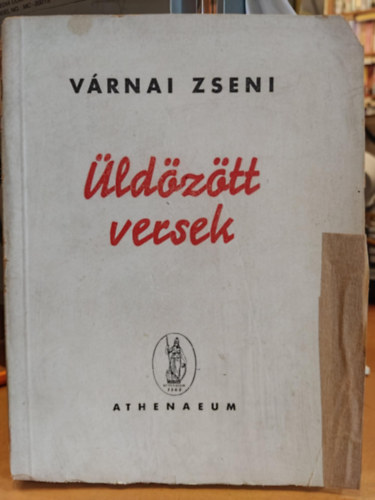 VÁRNAI ZSENI
Üldözött
versek
ATHENAEUM